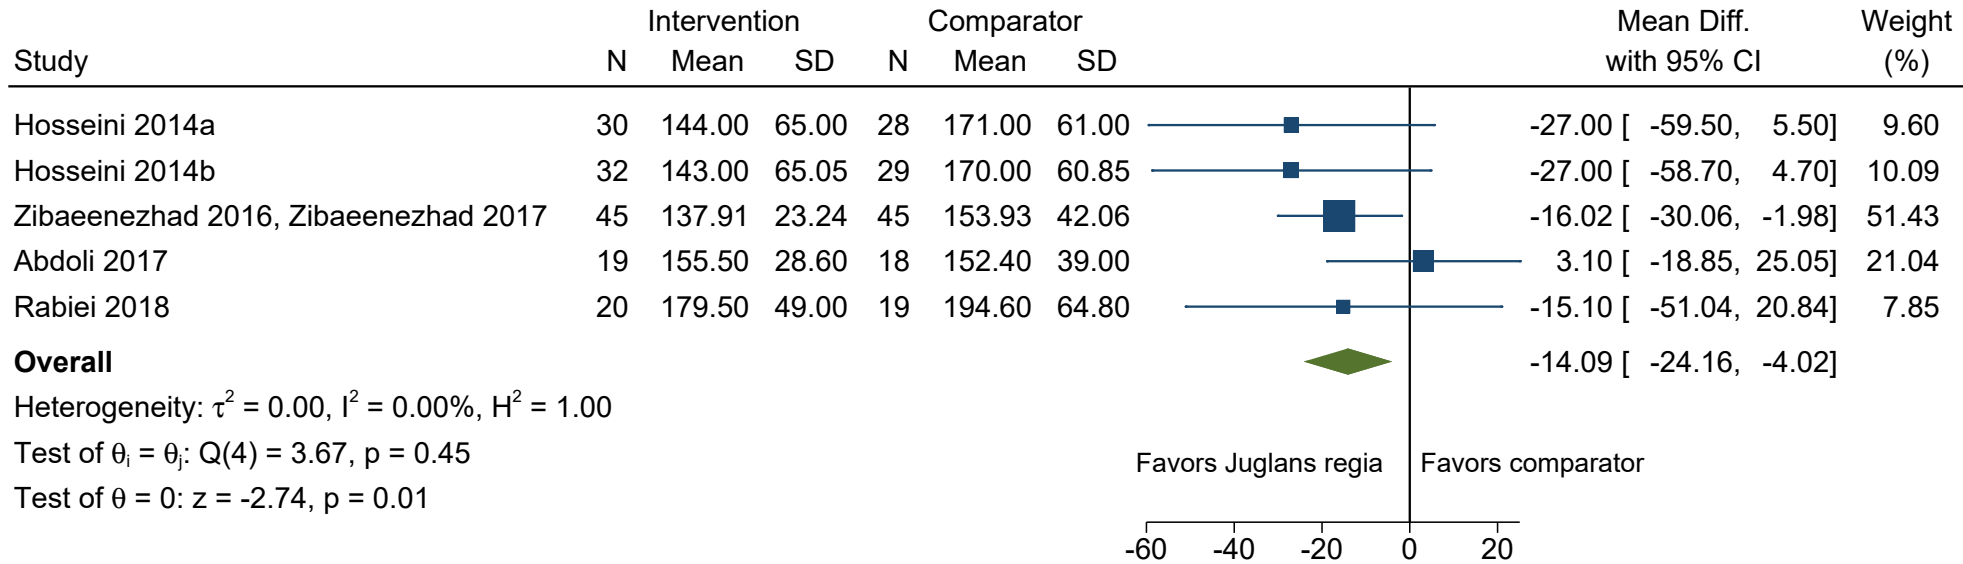 Intervention Comparator Mean Diff. Weight
Study N Mean SD N Mean SD with 95% CI (%)
Hosseini 2014a 30 144.00 65.00 28 171.00 61.00 -27.00 [ -59.50, 5.50] 9.60
Hosseini 2014b 32 143.00 65.05 29 170.00 60.85 -27.00 [ -58.70, 4.70] 10.09
Zibaeenezhad 2016, Zibaeenezhad 2017 45 137.91 23.24 45 153.93 42.06 -16.02 [ -30.06, -1.98] 51.43
Abdoli 2017 19 155.50 28.60 18 152.40 39.00 3.10 [ -18.85, 25.05] 21.04
Rabiei 2018 20 179.50 49.00 19 194.60 64.80 -15.10 [ -51.04, 20.84] 7.85
Overall -14.09 [ -24.16, -4.02]
Heterogeneity: τ² = 0.00, I² = 0.00%, H² = 1.00
Test of θᵢ = θⱼ: Q(4) = 3.67, p = 0.45
Favors Juglans regia Favors comparator
Test of θ = 0: z = -2.74, p = 0.01
-60 -40 -20 0 20